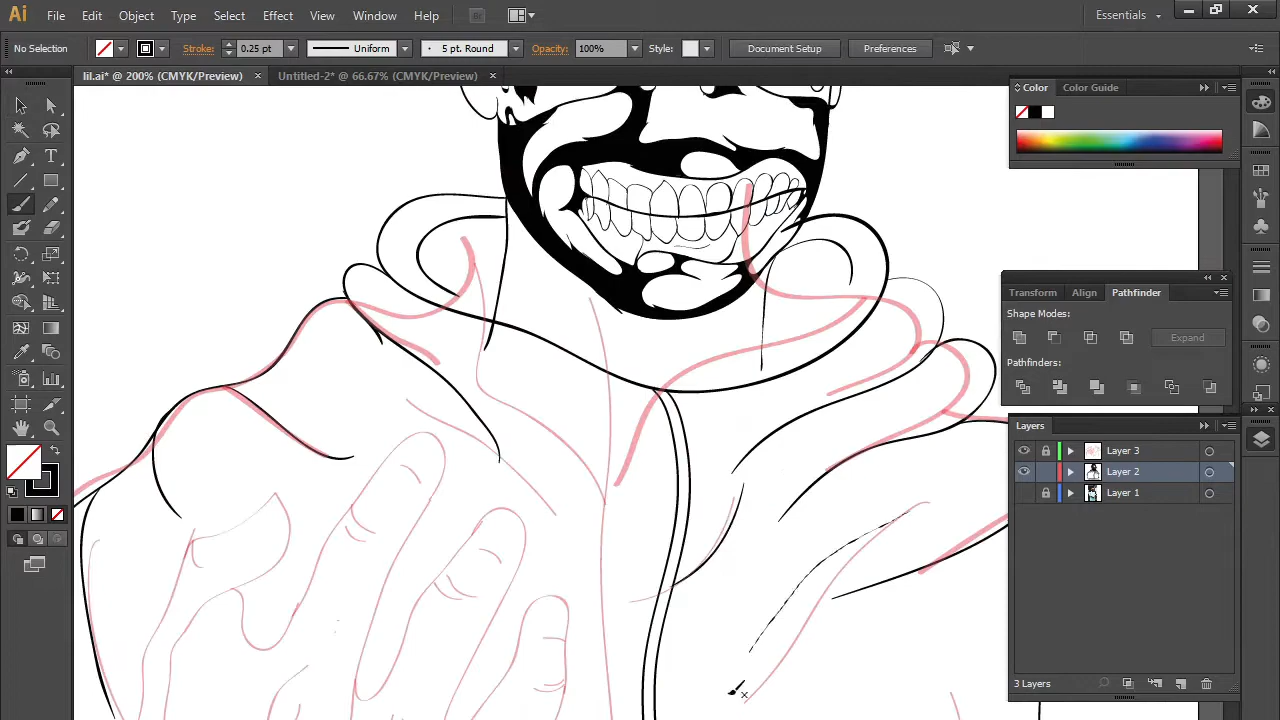 Ai File Edit Object Type Select Effect View Window Help Br Essentials
No Selection Stroke: 0.25 pt Uniform 5 pt. Round Opacity: 100% Style: Document Setup Preferences
lil.ai* @ 200% (CMYK/Preview) × Untitled-2* @ 66.67% (CMYK/Preview) ×
Color Color Guide
Transform Align Pathfinder
Shape Modes:
Expand
Pathfinders:
Layers
Layer 3
Layer 2
Layer 1
3 Layers